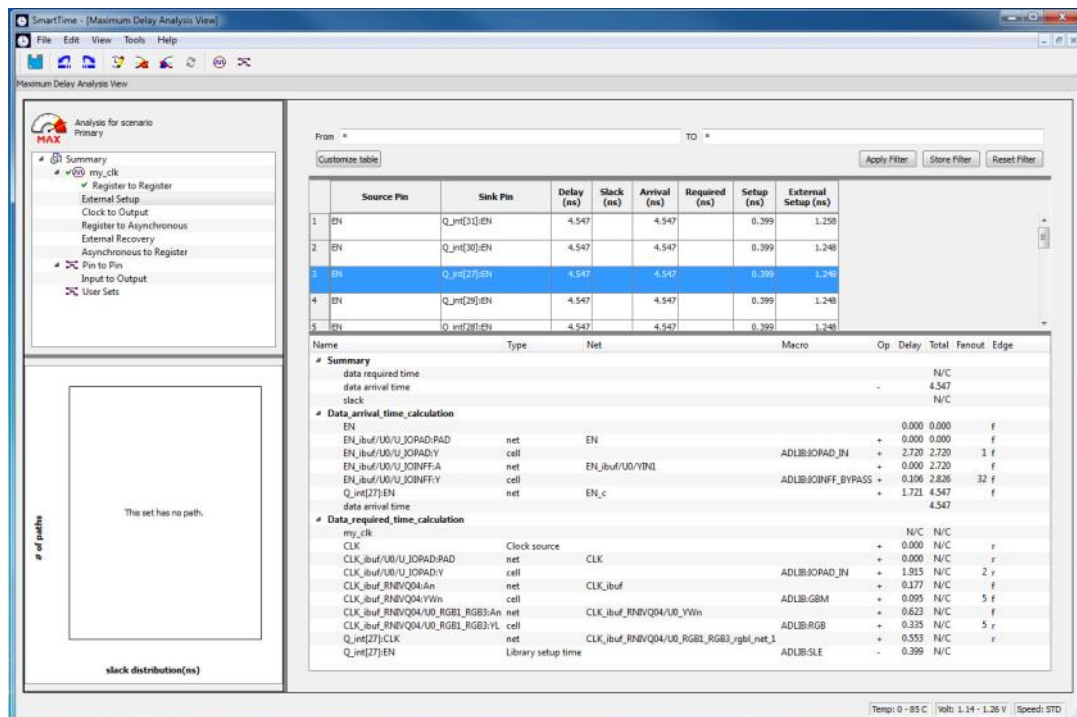 SmartTime - [Maximum Delay Analysis View]
File Edit View Tools Help
Maximum Delay Analysis View
MAX
Analysis for scenario
Primary
Summary
my_clk
Register to Register
External Setup
Clock to Output
Register to Asynchronous
External Recovery
Asynchronous to Register
Pin to Pin
Input to Output
User Sets
# of paths
This set has no path.
slack distribution(ns)
From * TO *
Customize table Apply Filter Store Filter Reset Filter
Source Pin Sink Pin Delay (ns) Slack (ns) Arrival (ns) Required (ns) Setup (ns) External Setup (ns)
1 EN Q_int[31]:EN 4.547 4.547 0.399 1.258
2 EN Q_int[30]:EN 4.547 4.547 0.399 1.248
3 EN Q_int[27]:EN 4.547 4.547 0.399 1.248
4 EN Q_int[29]:EN 4.547 4.547 0.399 1.248
5 EN Q_int[28]:EN 4.547 4.547 0.399 1.248
Name Type Net Macro Op Delay Total Fanout Edge
Summary
data required time N/C
data arrival time - 4.547
slack N/C
Data_arrival_time_calculation
EN 0.000 0.000 f
EN_ibuf/U0/U_IOPAD:PAD net EN + 0.000 0.000 f
EN_ibuf/U0/U_IOPAD:Y cell ADLIB:IOPAD_IN + 2.720 2.720 1 f
EN_ibuf/U0/U_IOINFF:A net EN_ibuf/U0/YIN1 + 0.000 2.720 f
EN_ibuf/U0/U_IOINFF:Y cell ADLIB:IOINFF_BYPASS + 0.106 2.826 32 f
Q_int[27]:EN net EN_c + 1.721 4.547 f
data arrival time 4.547
Data_required_time_calculation
my_clk N/C N/C
CLK Clock source + 0.000 N/C r
CLK_ibuf/U0/U_IOPAD:PAD net CLK + 0.000 N/C r
CLK_ibuf/U0/U_IOPAD:Y cell ADLIB:IOPAD_IN + 1.915 N/C 2 r
CLK_ibuf_RNIVQ04:An net CLK_ibuf + 0.177 N/C f
CLK_ibuf_RNIVQ04:YWn cell ADLIB:GBM + 0.095 N/C 5 f
CLK_ibuf_RNIVQ04/U0_RGB1_RGB3:An net CLK_ibuf_RNIVQ04/U0_YWn + 0.623 N/C f
CLK_ibuf_RNIVQ04/U0_RGB1_RGB3:YL cell ADLIB:RGB + 0.335 N/C 5 r
Q_int[27]:CLK net CLK_ibuf_RNIVQ04/U0_RGB1_RGB3_rgbl_net_1 + 0.553 N/C r
Q_int[27]:EN Library setup time ADLIB:SLE - 0.399 N/C
Temp: 0 - 85 C Volt: 1.14 - 1.26 V Speed: STD